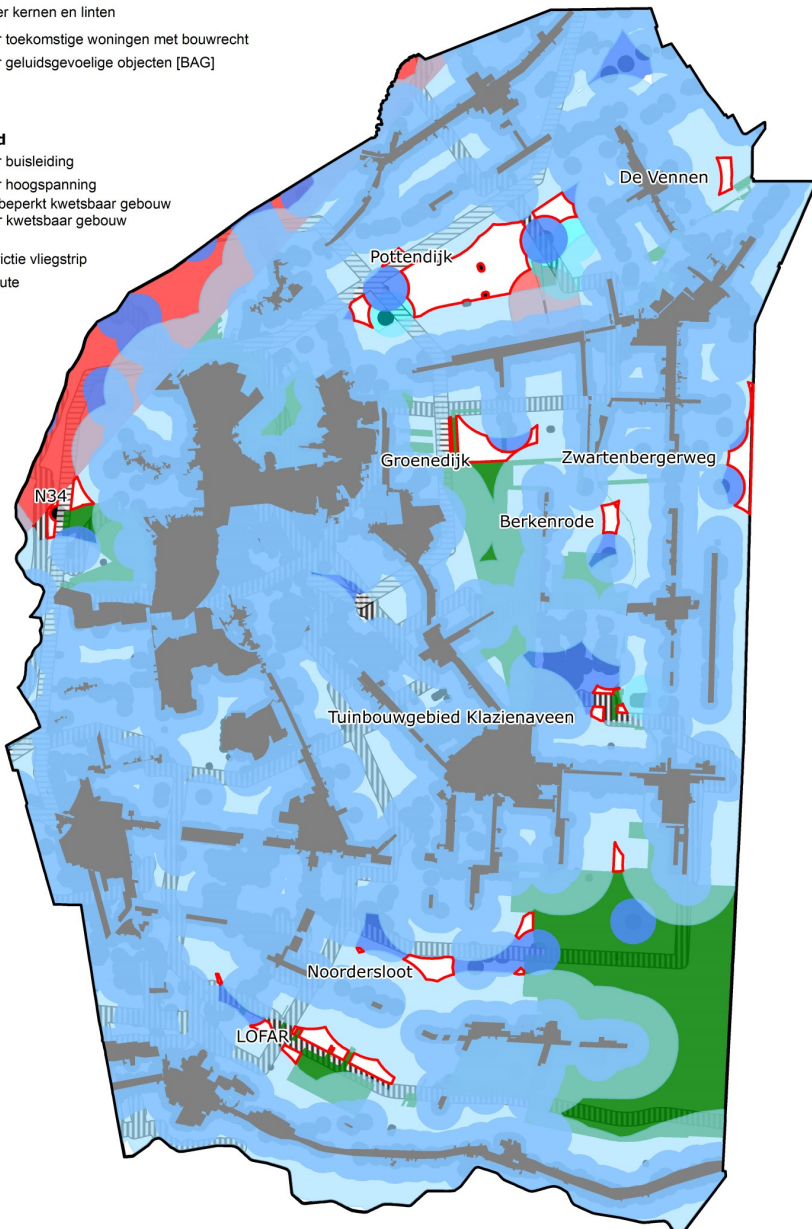 er kernen en linten
r toekomstige woningen met bouwrecht
r geluidsgevoelige objecten [BAG]
d
r buisleiding
r hoogspanning
beperkt kwetsbaar gebouw
r kwetsbaar gebouw
rictie vliegstrip
ute
De Vennen
Pottendijk
Groenedijk
Zwartenbergerweg
N34
Berkenrode
Tuinbouwgebied Klazienaveen
Noordersloot
LOFAR